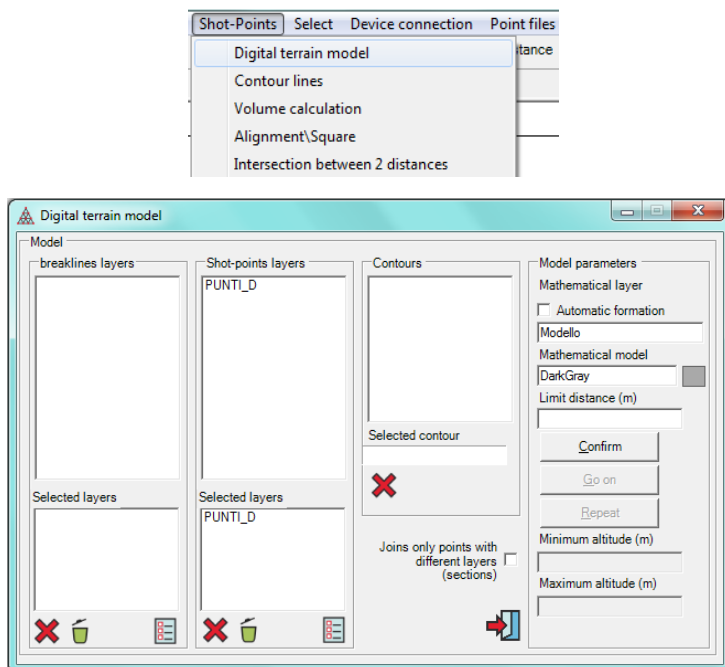 Shot-Points Select Device connection Point files
Digital terrain model
tance
Contour lines
Volume calculation
Alignment\Square
Intersection between 2 distances
Digital terrain model
Model
breaklines layers
Selected layers
Shot-points layers
PUNTI_D
Selected layers
PUNTI_D
Contours
Selected contour
Joins only points with
different layers
(sections)
Model parameters
Mathematical layer
Automatic formation
Modello
Mathematical model
DarkGray
Limit distance (m)
Confirm
Go on
Repeat
Minimum altitude (m)
Maximum altitude (m)